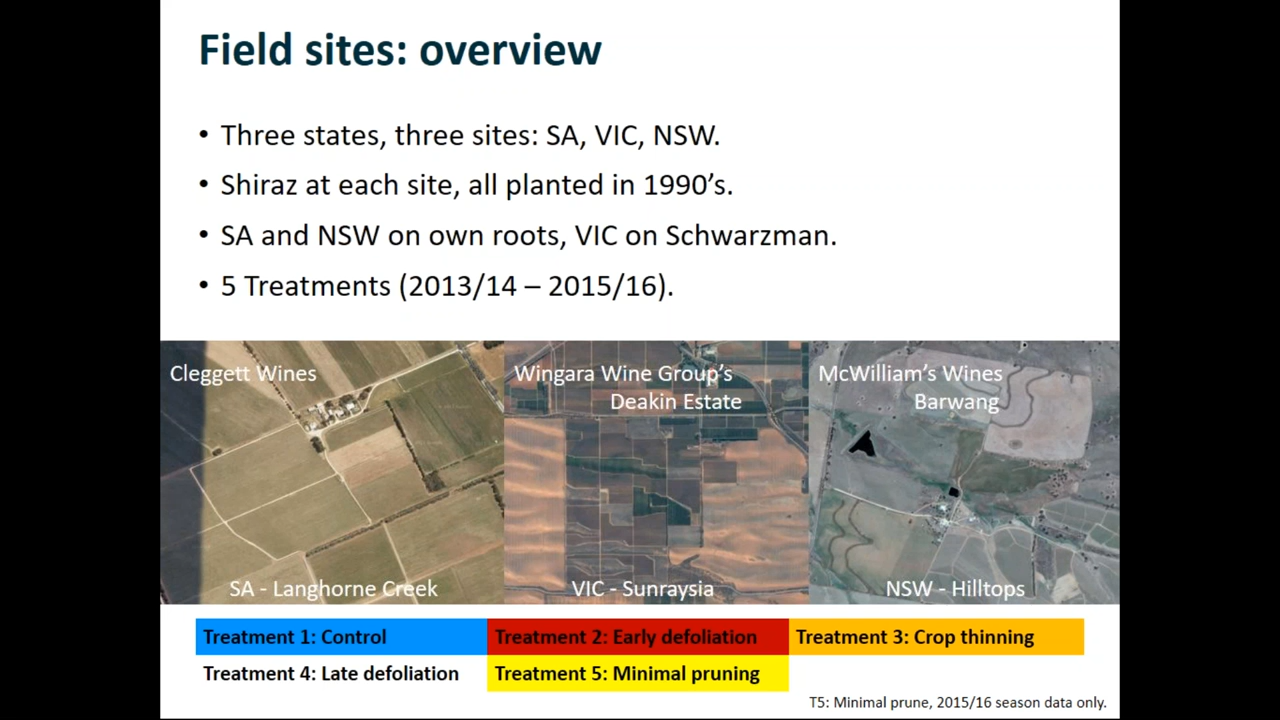 Field sites: overview
• Three states, three sites: SA, VIC, NSW.
• Shiraz at each site, all planted in 1990’s.
• SA and NSW on own roots, VIC on Schwarzman.
• 5 Treatments (2013/14 – 2015/16).
Cleggett Wines
Wingara Wine Group’s
Deakin Estate
McWilliam’s Wines
Barwang
SA - Langhorne Creek
VIC - Sunraysia
NSW - Hilltops
Treatment 1: Control
Treatment 2: Early defoliation
Treatment 3: Crop thinning
Treatment 4: Late defoliation
Treatment 5: Minimal pruning
T5: Minimal prune, 2015/16 season data only.